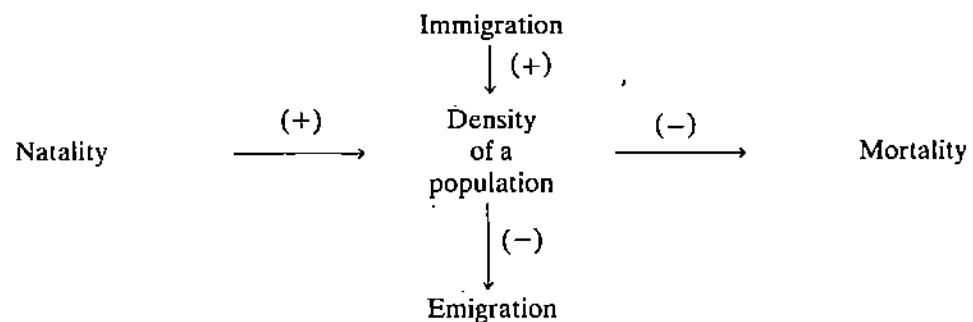 Immigration
(+)
Natality
(+)
Density
of a
population
(−)
Mortality
(−)
Emigration